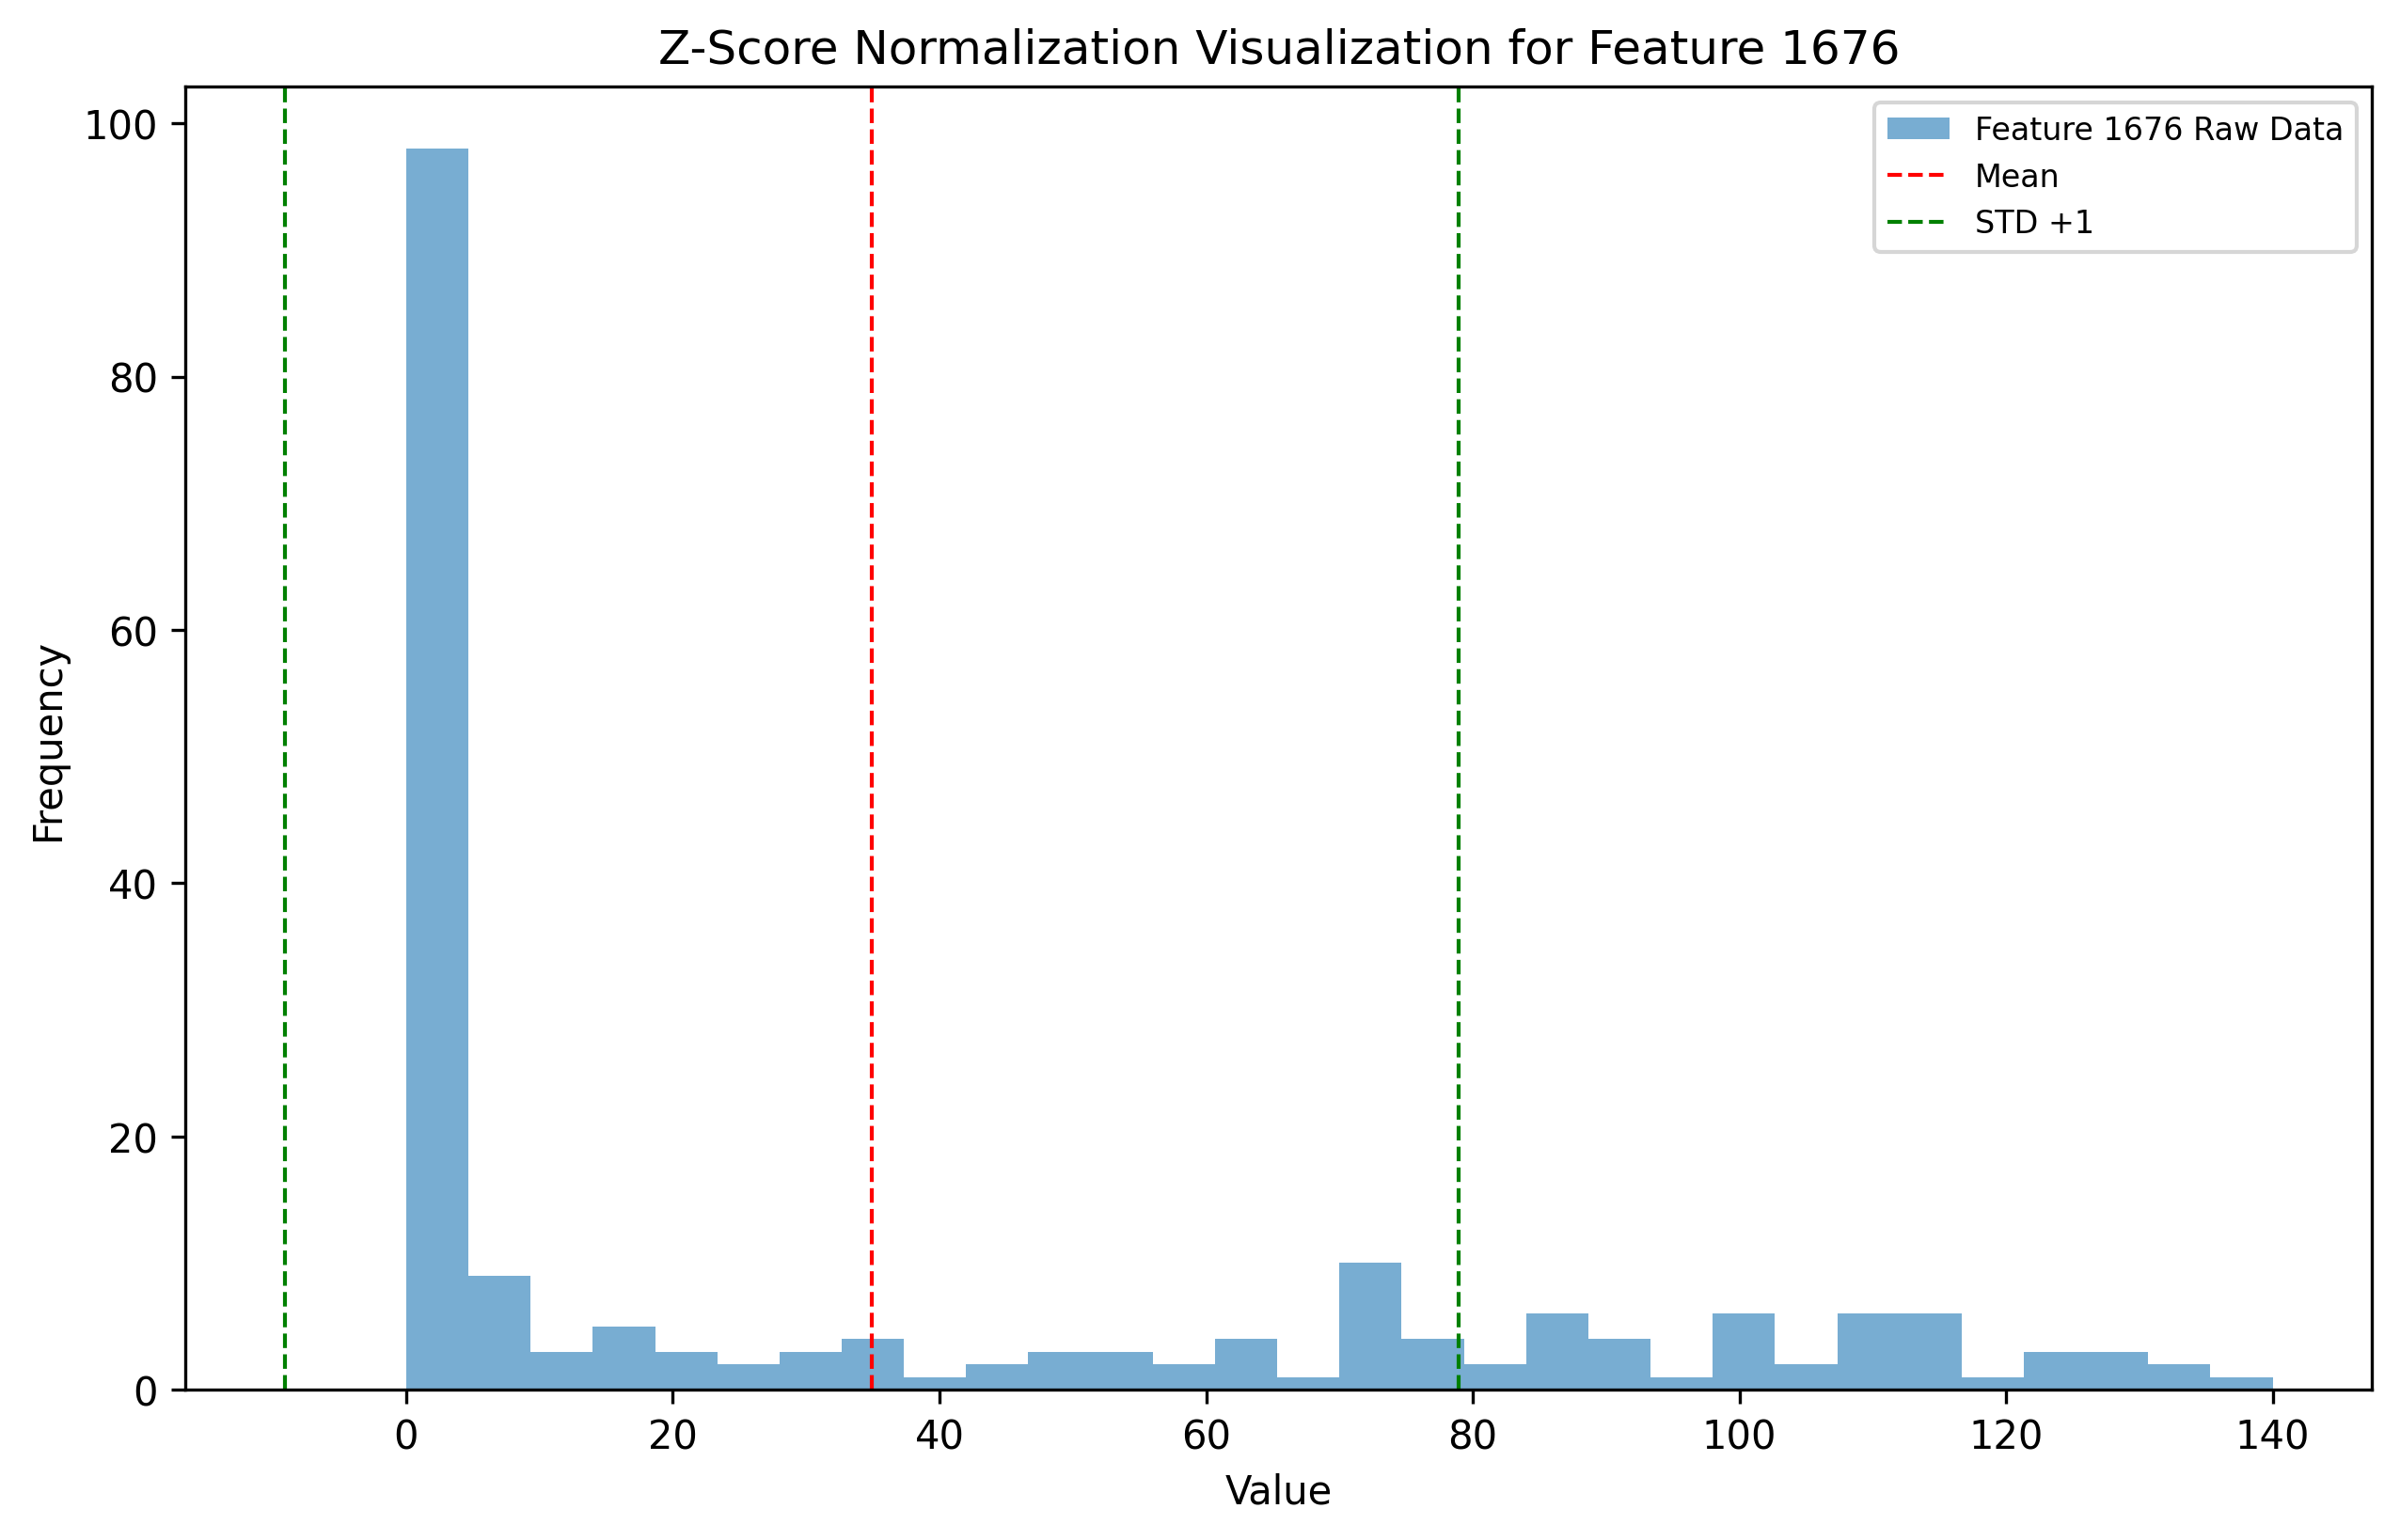 Z-Score Normalization Visualization for Feature 1676
Feature 1676 Raw Data
Mean
STD +1
100
80
60
40
20
0
Frequency
0 20 40 60 80 100 120 140
Value